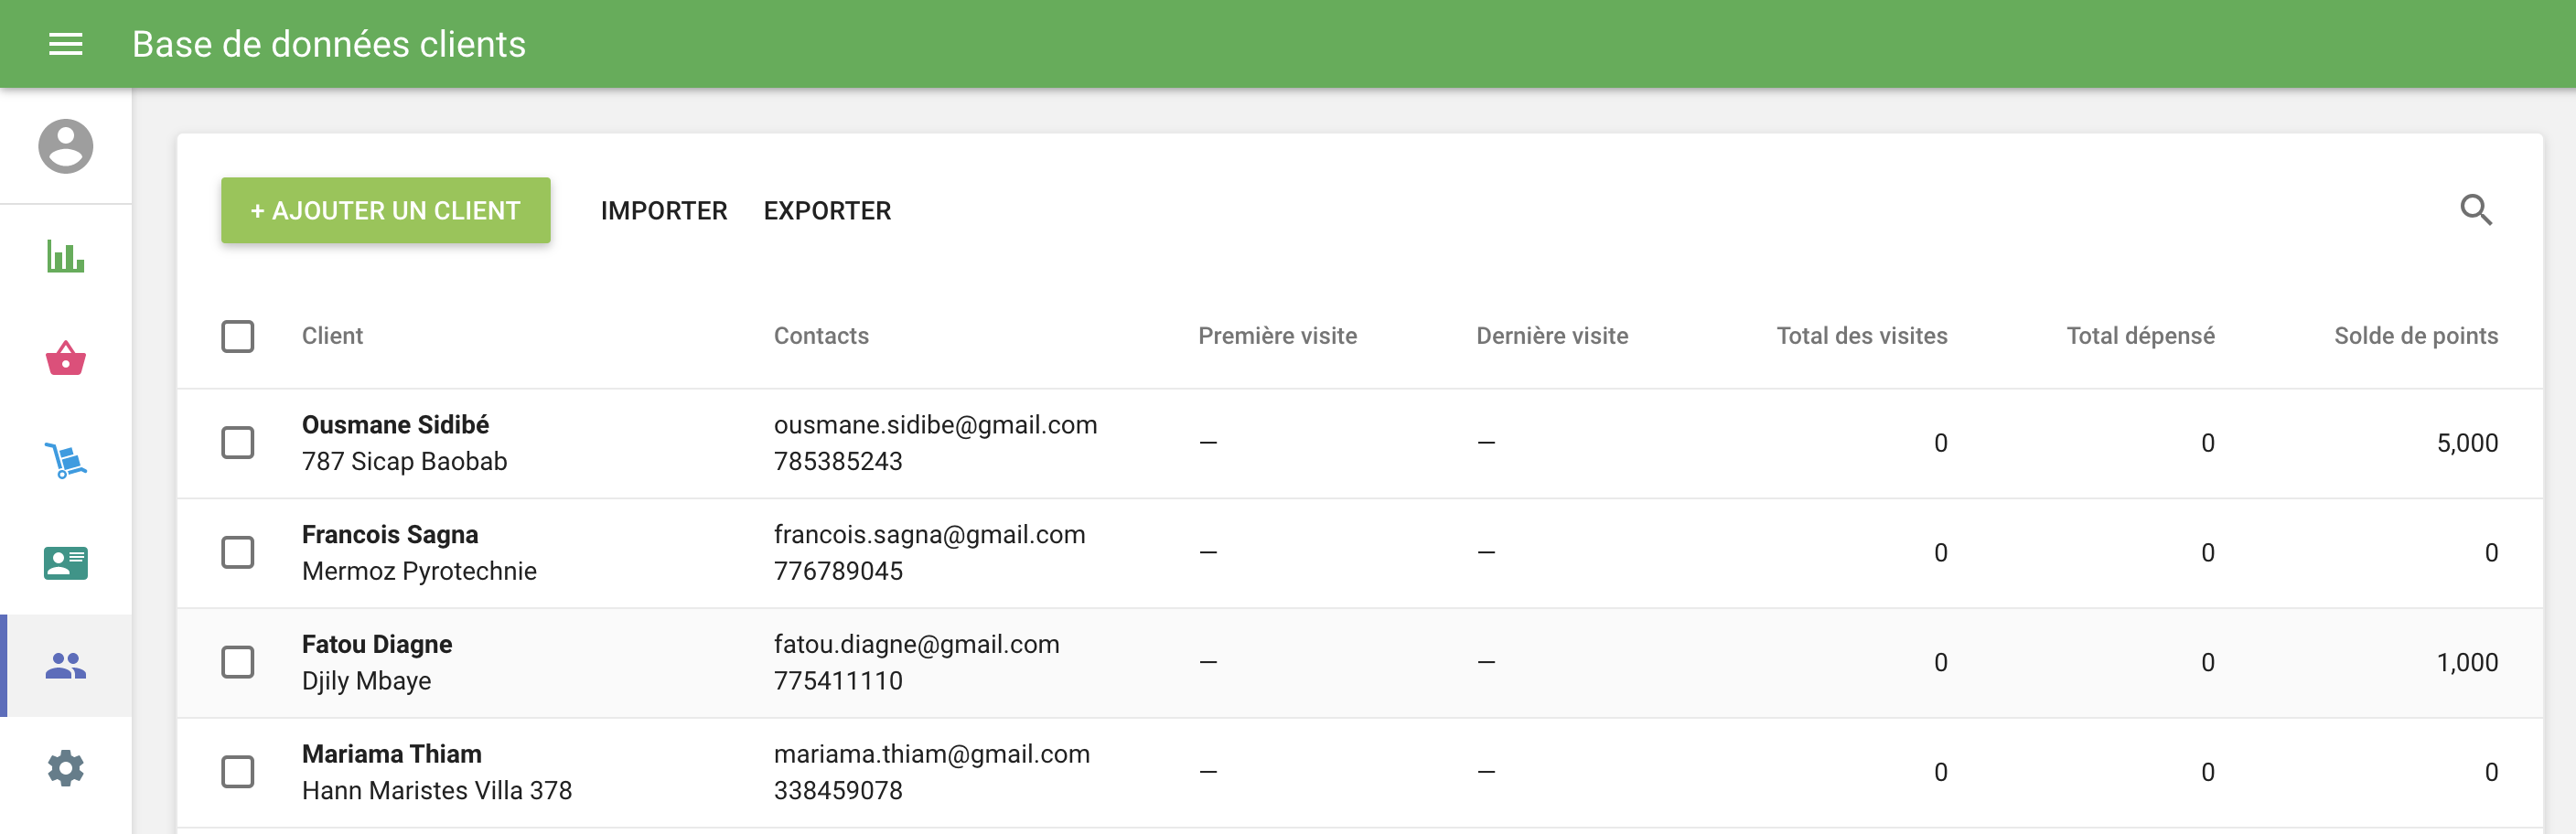 Base de données clients
+ AJOUTER UN CLIENT IMPORTER EXPORTER
Client Contacts Première visite Dernière visite Total des visites Total dépensé Solde de points
Ousmane Sidibé ousmane.sidibe@gmail.com
787 Sicap Baobab 785385243 — — 0 0 5,000
Francois Sagna francois.sagna@gmail.com
Mermoz Pyrotechnie 776789045 — — 0 0 0
Fatou Diagne fatou.diagne@gmail.com
Djily Mbaye 775411110 — — 0 0 1,000
Mariama Thiam mariama.thiam@gmail.com
Hann Maristes Villa 378 338459078 — — 0 0 0